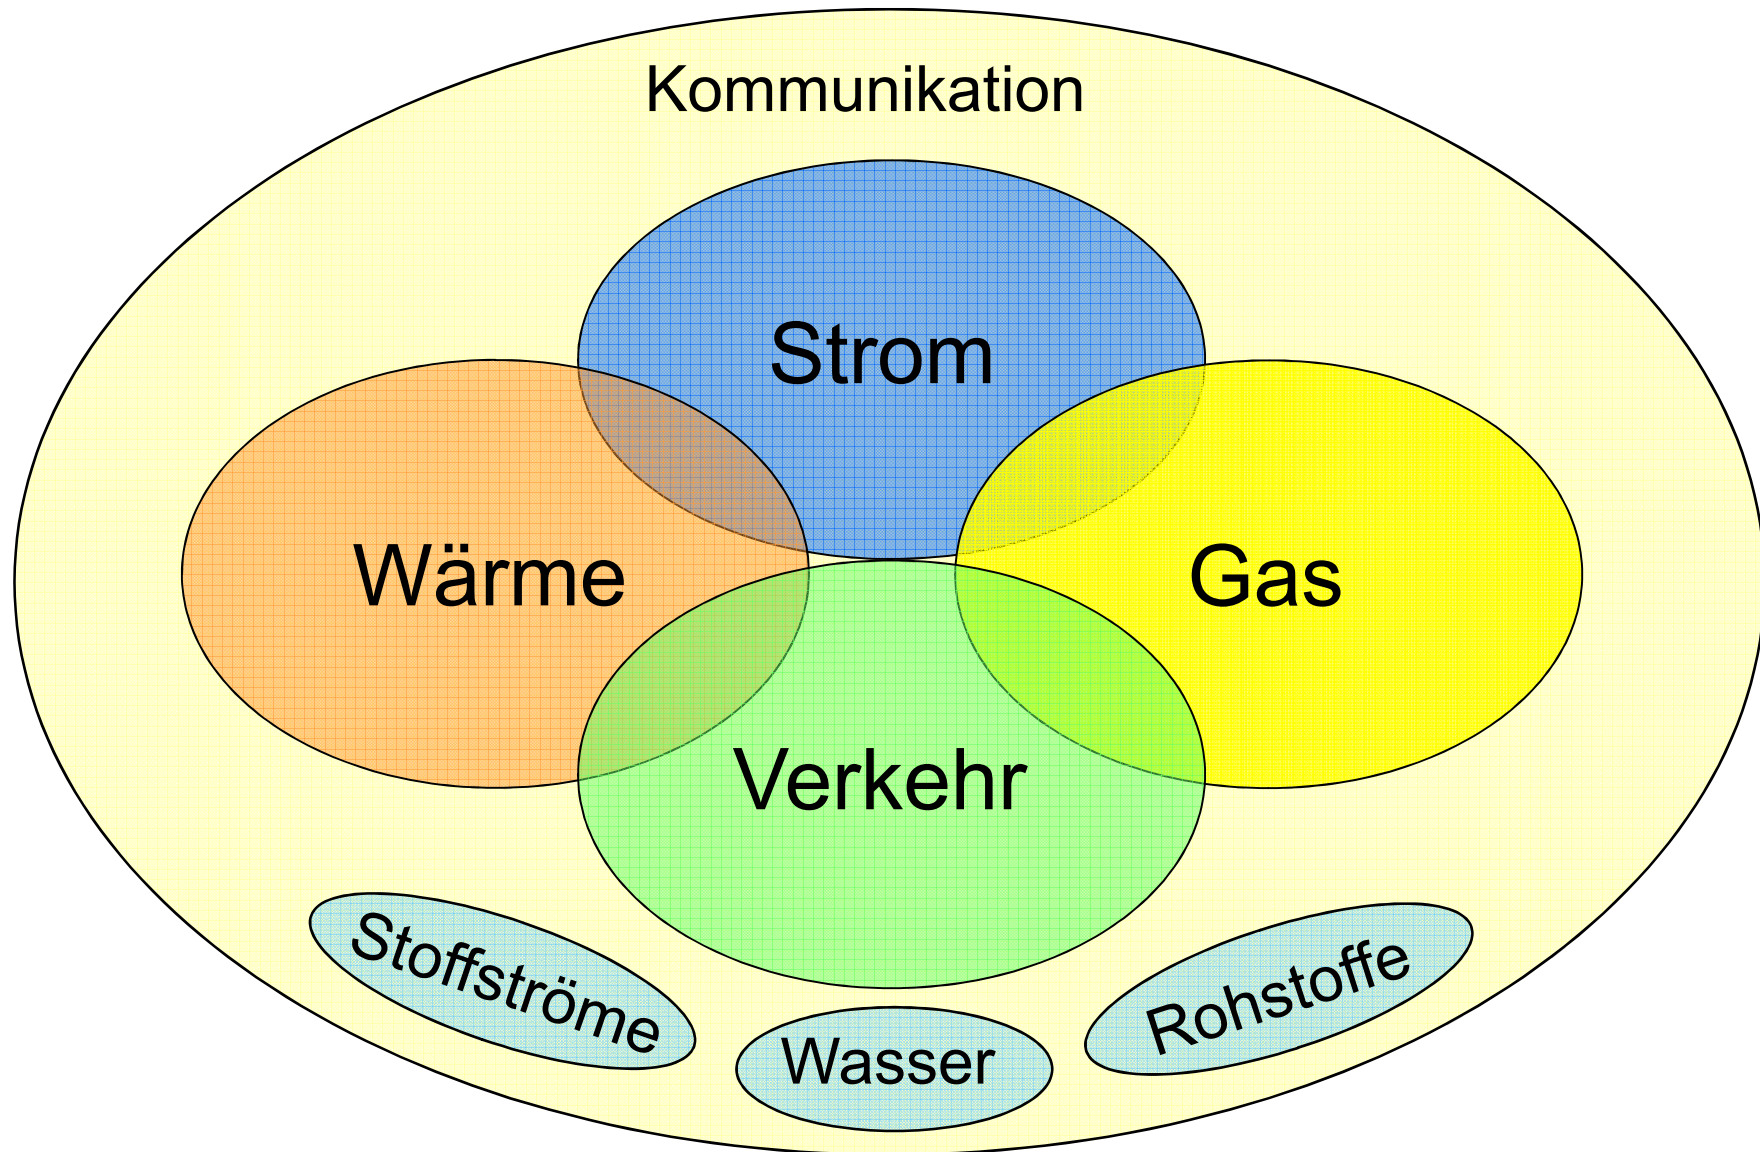 Kommunikation
Strom
Wärme
Gas
Verkehr
Stoffströme
Wasser
Rohstoffe